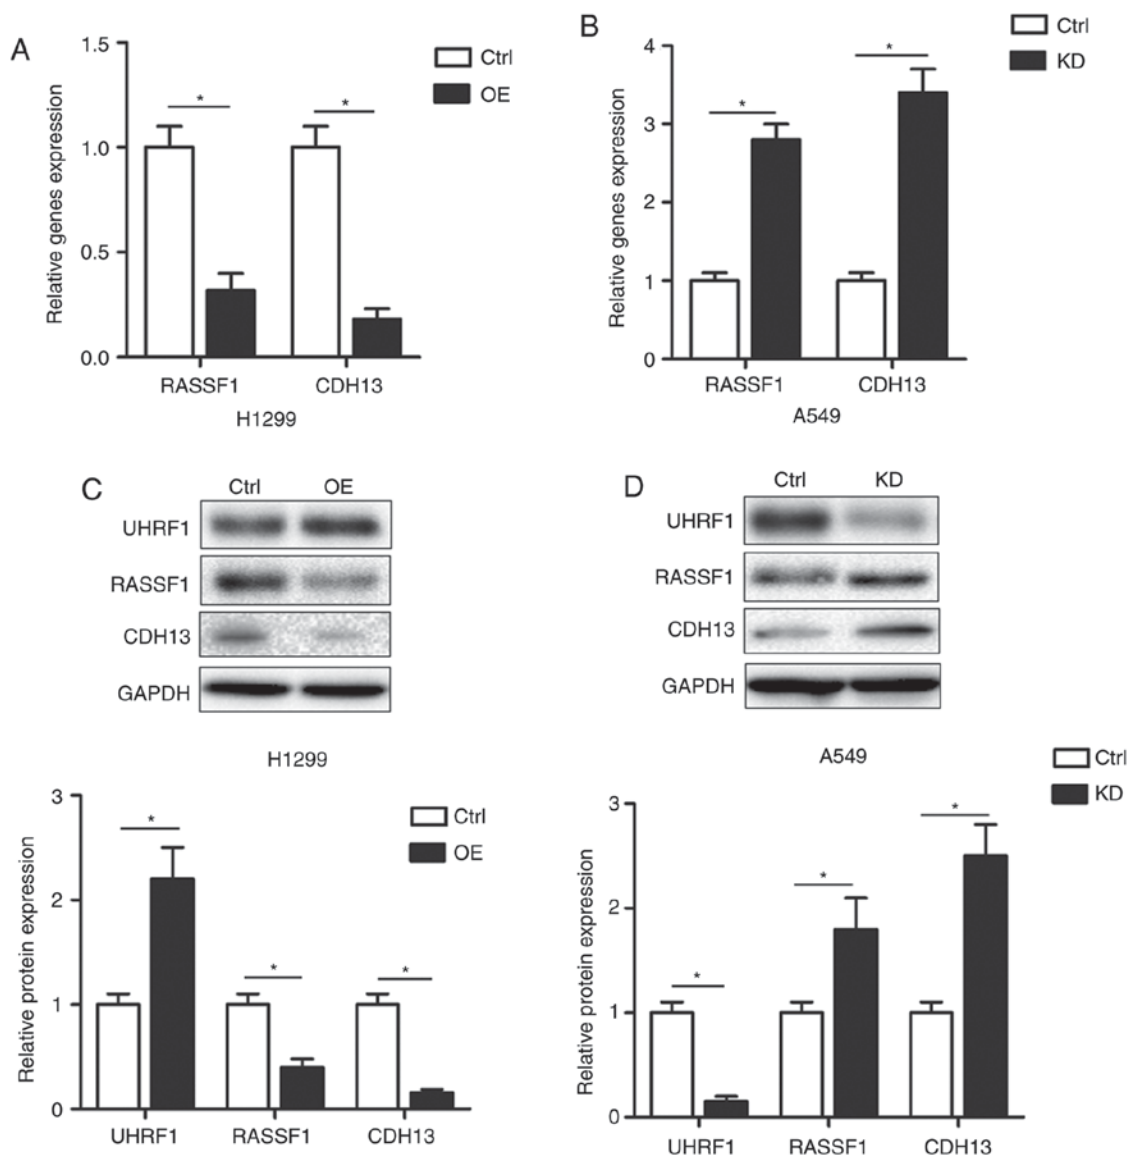 A
1.5
1.0
0.5
0.0
Relative genes expression
*
*
Ctrl
OE
RASSF1
CDH13
H1299
B
4
3
2
1
0
Relative genes expression
*
*
Ctrl
KD
RASSF1
CDH13
A549
C
Ctrl
OE
UHRF1
RASSF1
CDH13
GAPDH
H1299
3
2
1
0
Relative protein expression
*
*
*
Ctrl
OE
UHRF1
RASSF1
CDH13
D
Ctrl
KD
UHRF1
RASSF1
CDH13
GAPDH
A549
3
2
1
0
Relative protein expression
*
*
*
Ctrl
KD
UHRF1
RASSF1
CDH13